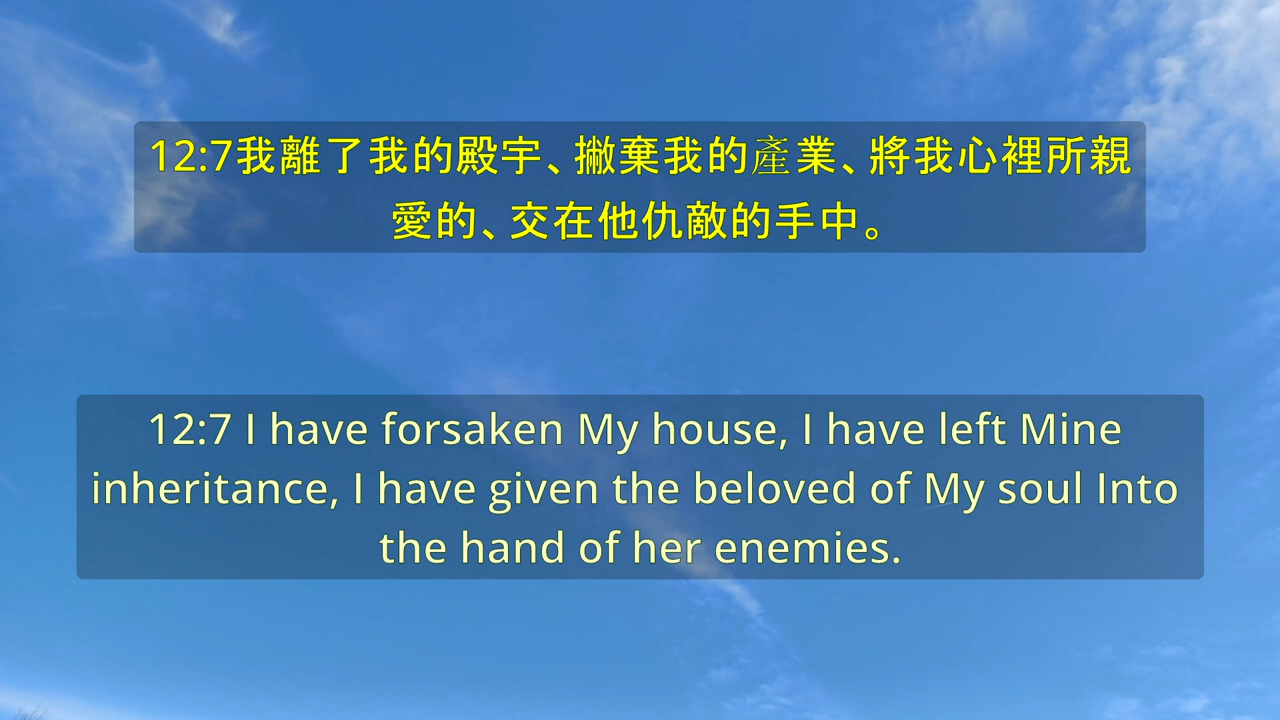 12:7我離了我的殿宇、撇棄我的產業、將我心裡所親
愛的、交在他仇敵的手中。
12:7 I have forsaken My house, I have left Mine
inheritance, I have given the beloved of My soul Into
the hand of her enemies.